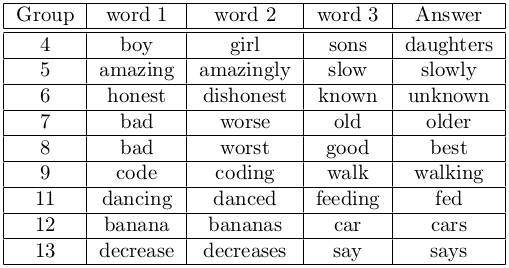 Group word 1 word 2 word 3 Answer
4 boy girl sons daughters
5 amazing amazingly slow slowly
6 honest dishonest known unknown
7 bad worse old older
8 bad worst good best
9 code coding walk walking
11 dancing danced feeding fed
12 banana bananas car cars
13 decrease decreases say says